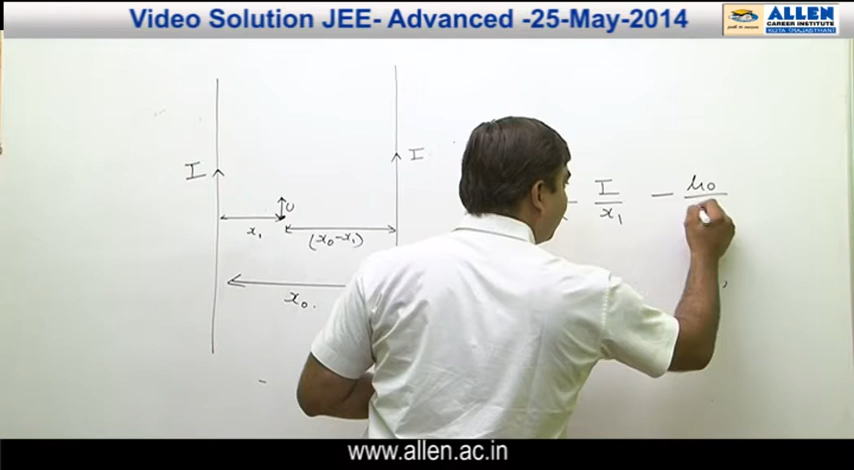 Video Solution JEE- Advanced -25-May-2014
ALLEN
CAREER INSTITUTE
KOTA (RAJASTHAN)
I
I
I
x₁
− μ₀
υ
x₁
(x₀-x₁)
x₀.
www.allen.ac.in